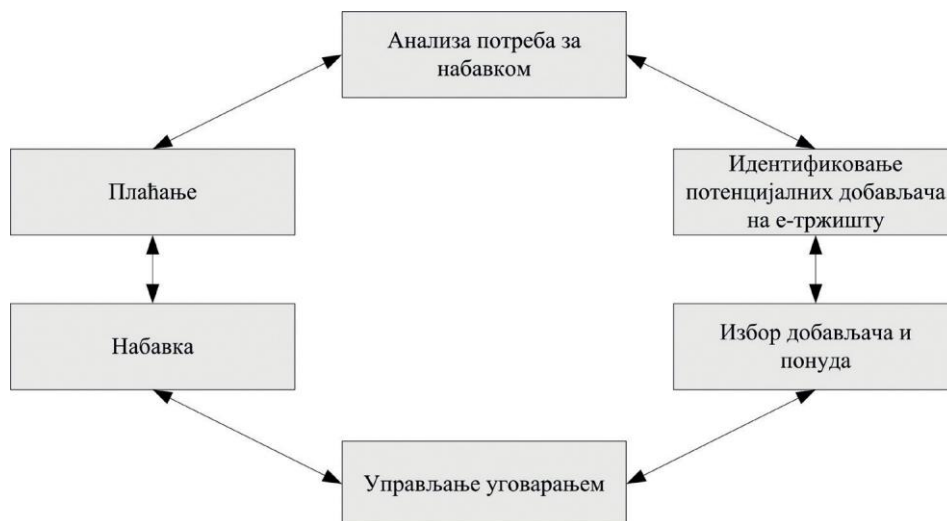 Анализа потреба за
набавком
Плаћање
Идентификовање
потенцијалних добављача
на е-тржишту
Набавка
Избор добављача и
понуда
Управљање уговарањем